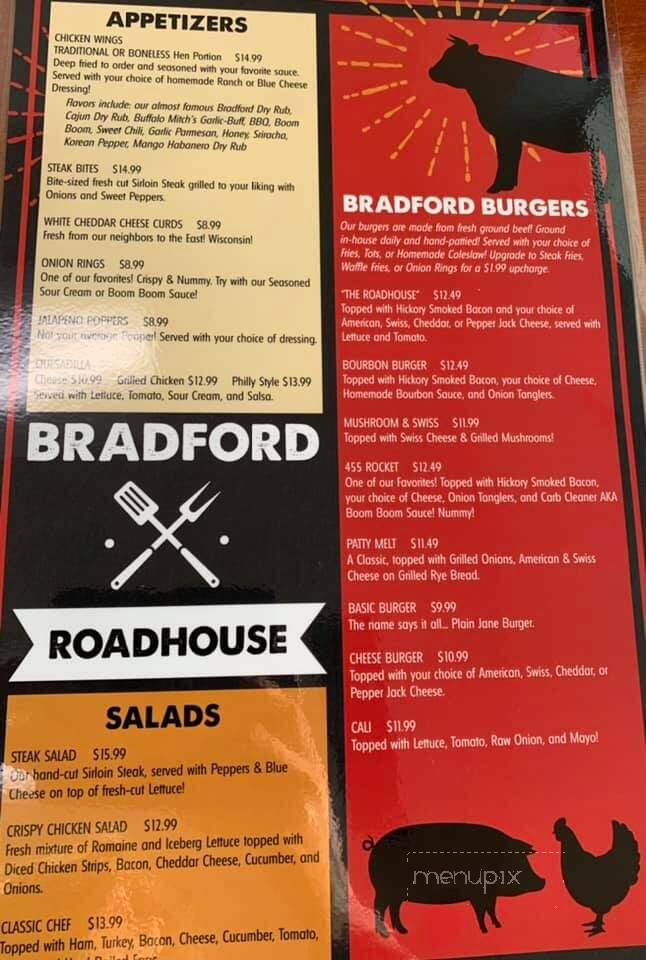 APPETIZERS
CHICKEN WINGS
TRADITIONAL OR BONELESS Hen Portion $14.99
Deep fried to order and seasoned with your favorite sauce.
Served with your choice of homemade Ranch or Blue Cheese
Dressing!
Flavors include: our almost famous Bradford Dry Rub,
Cajun Dry Rub, Buffalo Mitch's Garlic-Buff, BBQ, Boom
Boom, Sweet Chili, Garlic Parmesan, Honey, Sriracha,
Korean Pepper, Mango Habanero Dry Rub
STEAK BITES $14.99
Bite-sized fresh cut Sirloin Steak grilled to your liking with
Onions and Sweet Peppers.
WHITE CHEDDAR CHEESE CURDS $8.99
Fresh from our neighbors to the East! Wisconsin!
ONION RINGS $8.99
One of our favorites! Crispy & Nummy. Try with our Seasoned
Sour Cream or Boom Boom Sauce!
JALAPENO POPPERS $8.99
Not your average Popper! Served with your choice of dressing.
QUESADILLA
Cheese $10.99 Grilled Chicken $12.99 Philly Style $13.99
Served with Lettuce, Tomato, Sour Cream, and Salsa.
BRADFORD
ROADHOUSE
SALADS
STEAK SALAD $15.99
Our hand-cut Sirloin Steak, served with Peppers & Blue
Cheese on top of fresh-cut Lettuce!
CRISPY CHICKEN SALAD $12.99
Fresh mixture of Romaine and Iceberg Lettuce topped with
Diced Chicken Strips, Bacon, Cheddar Cheese, Cucumber, and
Onions.
CLASSIC CHEF $13.99
Topped with Ham, Turkey, Bacon, Cheese, Cucumber, Tomato,
BRADFORD BURGERS
Our burgers are made from fresh ground beef! Ground
in-house daily and hand-pattied! Served with your choice of
Fries, Tots, or Homemade Coleslaw! Upgrade to Steak Fries,
Waffle Fries, or Onion Rings for a $1.99 upcharge.
"THE ROADHOUSE" $12.49
Topped with Hickory Smoked Bacon and your choice of
American, Swiss, Cheddar, or Pepper Jack Cheese, served with
Lettuce and Tomato.
BOURBON BURGER $12.49
Topped with Hickory Smoked Bacon, your choice of Cheese,
Homemade Bourbon Sauce, and Onion Tanglers.
MUSHROOM & SWISS $11.99
Topped with Swiss Cheese & Grilled Mushrooms!
455 ROCKET $12.49
One of our Favorites! Topped with Hickory Smoked Bacon,
your choice of Cheese, Onion Tanglers, and Carb Cleaner AKA
Boom Boom Sauce! Nummy!
PATTY MELT $11.49
A Classic, topped with Grilled Onions, American & Swiss
Cheese on Grilled Rye Bread.
BASIC BURGER $9.99
The name says it all... Plain Jane Burger.
CHEESE BURGER $10.99
Topped with your choice of American, Swiss, Cheddar, or
Pepper Jack Cheese.
CALI $11.99
Topped with Lettuce, Tomato, Raw Onion, and Mayo!
menupix